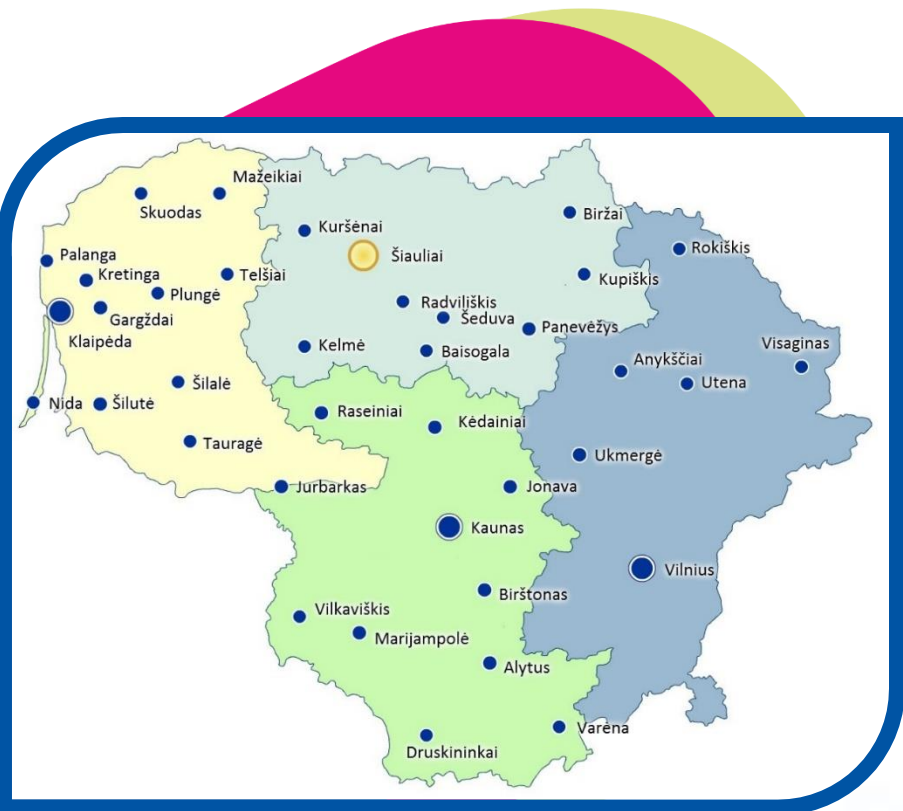 Mažeikiai
Skuodas
Biržai
Kuršėnai
Rokiškis
Palanga
Šiauliai
Kretinga
Telšiai
Kupiškis
Plungė
Radviliškis
Gargždai
Šeduva
Panevėžys
Klaipėda
Visaginas
Kelmė
Baisogala
Anykščiai
Utena
Šilalė
Nida
Šilutė
Raseiniai
Kėdainiai
Tauragė
Ukmergė
Jurbarkas
Jonava
Kaunas
Vilnius
Birštonas
Vilkaviškis
Marijampolė
Alytus
Varėna
Druskininkai